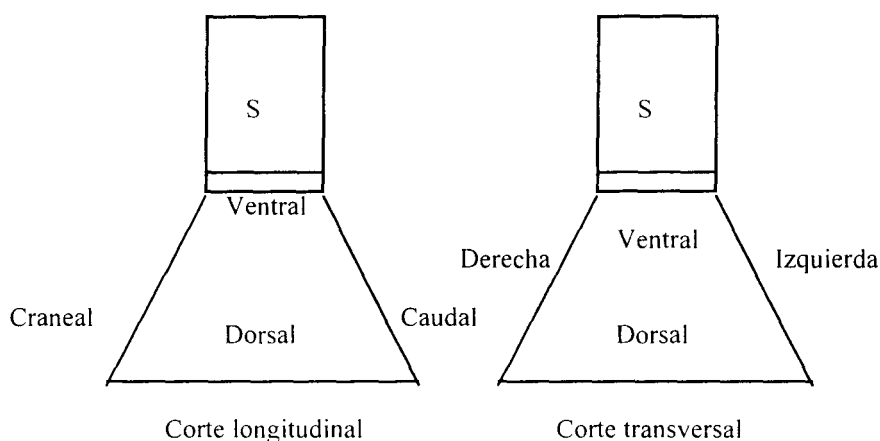 S
S
Ventral
Ventral
Derecha
Izquierda
Craneal
Caudal
Dorsal
Dorsal
Corte longitudinal
Corte transversal